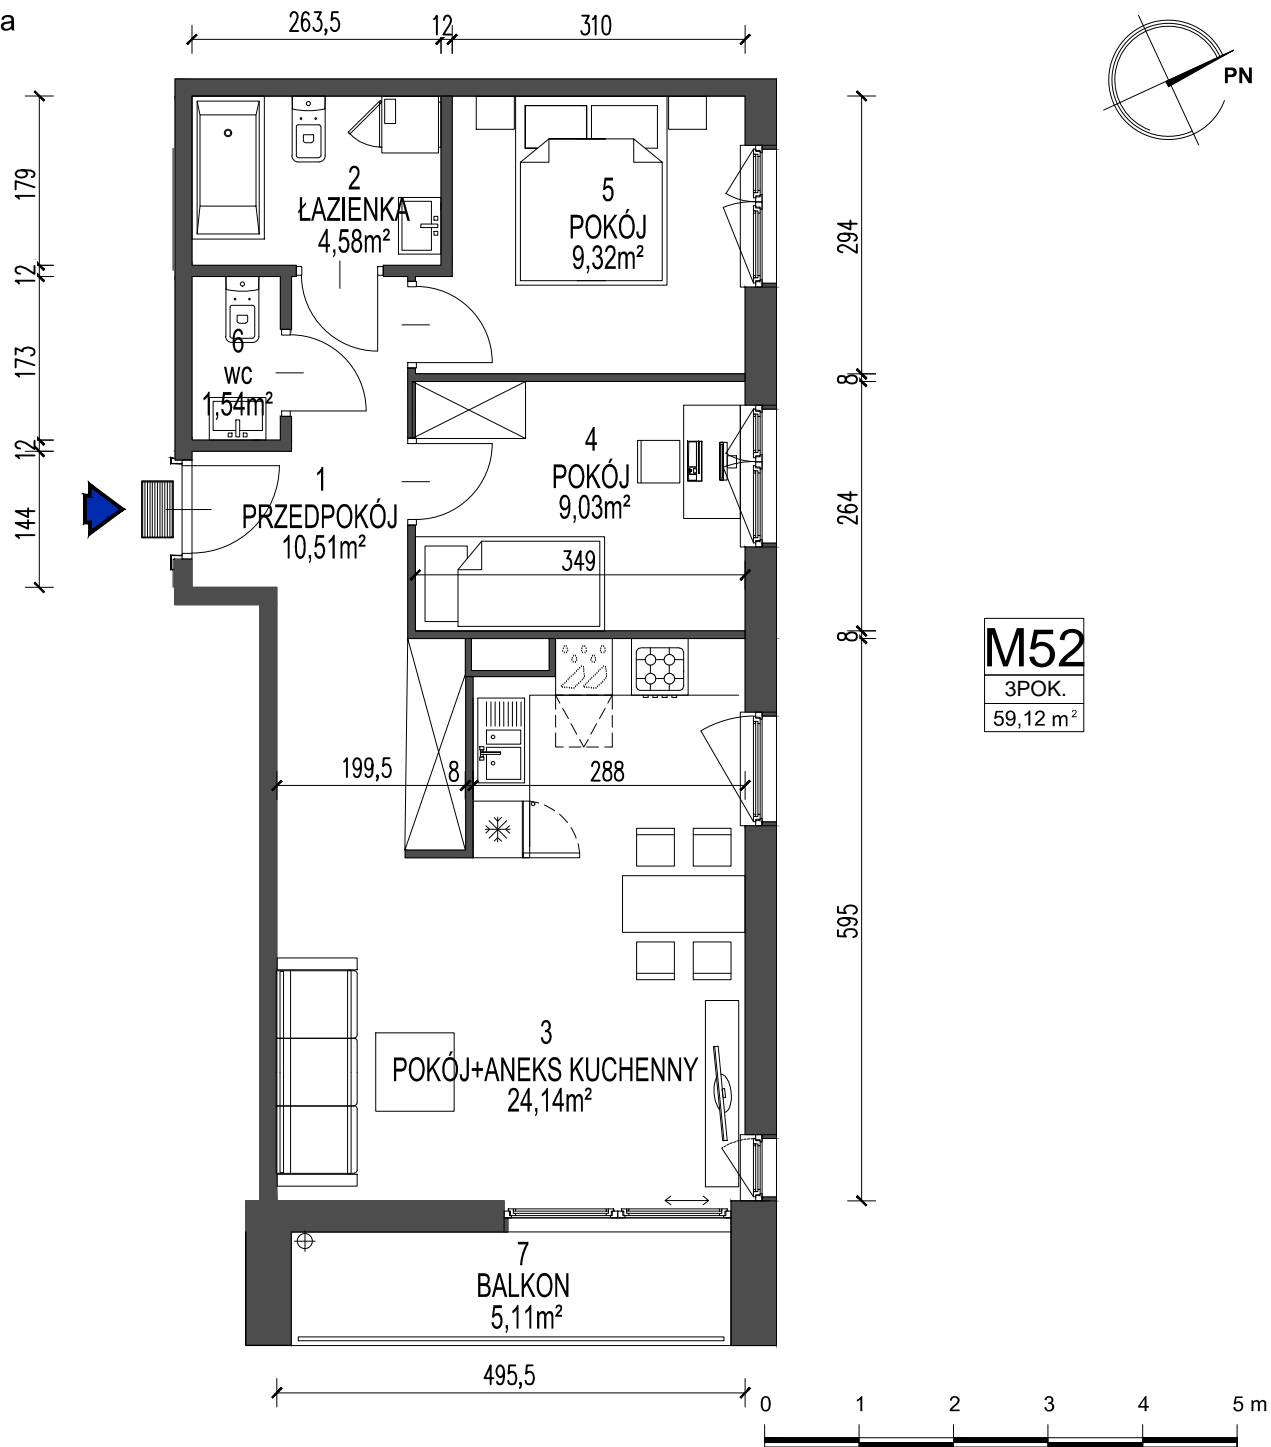 a
263,5
12
310
PN
179
12
173
12
144
2
ŁAZIENKA
4,58m²
5
POKÓJ
9,32m²
294
6
WC
1,54m²
8
4
POKÓJ
9,03m²
264
1
PRZEDPOKÓJ
10,51m²
349
8
M52
3POK.
59,12 m²
199,5
8
288
595
3
POKÓJ+ANEKS KUCHENNY
24,14m²
7
BALKON
5,11m²
495,5
0 1 2 3 4 5 m